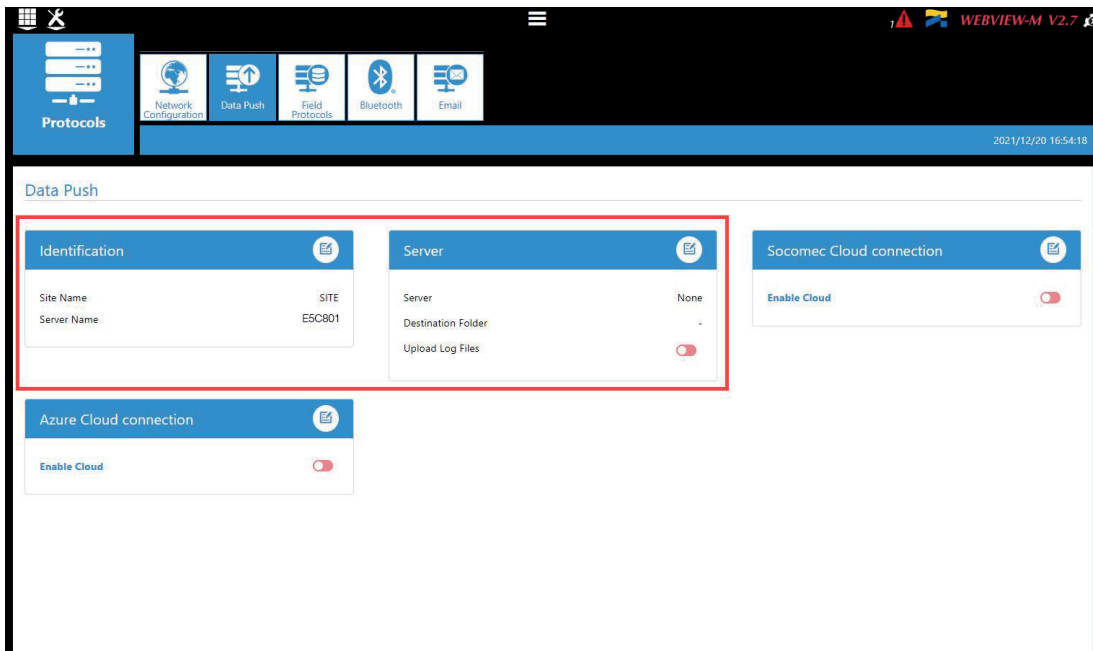 1 WEBVIEW-M V2.7
Protocols
Network
Configuration
Data Push
Field
Protocols
Bluetooth
Email
2021/12/20 16:54:18
Data Push
Identification
Site Name SITE
Server Name E5C801
Server
Server None
Destination Folder -
Upload Log Files
Socomec Cloud connection
Enable Cloud
Azure Cloud connection
Enable Cloud